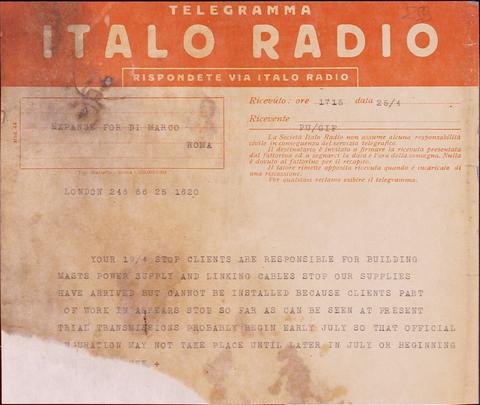 TELEGRAMMA
ITALO RADIO
RISPONDETE VIA ITALO RADIO
EXPANGE FOR DI MARCO
ROMA
Ricevuto: ore 1715 data 25/4
Ricevente PU/GIP
La Società Italo Radio non assume alcuna responsabilità
civile in conseguenza del servizio telegrafico.
Il destinatario è invitato a firmare la ricevuta presentata
dal fattorino ed a segnarci la data e l'ora della consegna. Nulla
è dovuto al fattorino per il recapito.
Il latore rimette apposita ricevuta quando è incaricato di
una riscossione.
Per qualsiasi reclamo esibire il telegramma.
LONDON 246 66 25 1620
YOUR 19/4 STOP CLIENTS ARE RESPONSIBLE FOR BUILDING
MASTS POWER SUPPLY AND LINKING CABLES STOP OUR SUPPLIES
HAVE ARRIVED BUT CANNOT BE INSTALLED BECAUSE CLIENTS PART
OF WORK IN APPEARS STOP SO FAR AS CAN BE SEEN AT PRESENT
TRIAL TRANSMISSIONS PROBABLY BEGIN EARLY JULY SO THAT OFFICIAL
MAY NOT TAKE PLACE UNTIL LATER IN JULY OR BEGINNING
+